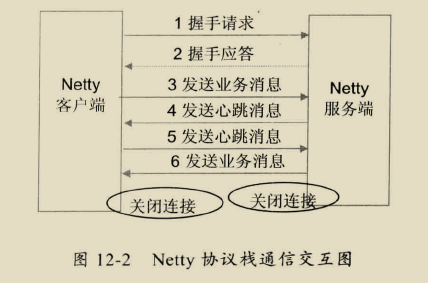 1 握手请求
2 握手应答
Netty
客户端
3 发送业务消息
4 发送心跳消息
5 发送心跳消息
6 发送业务消息
Netty
服务端
关闭连接
关闭连接
图 12-2 Netty 协议栈通信交互图